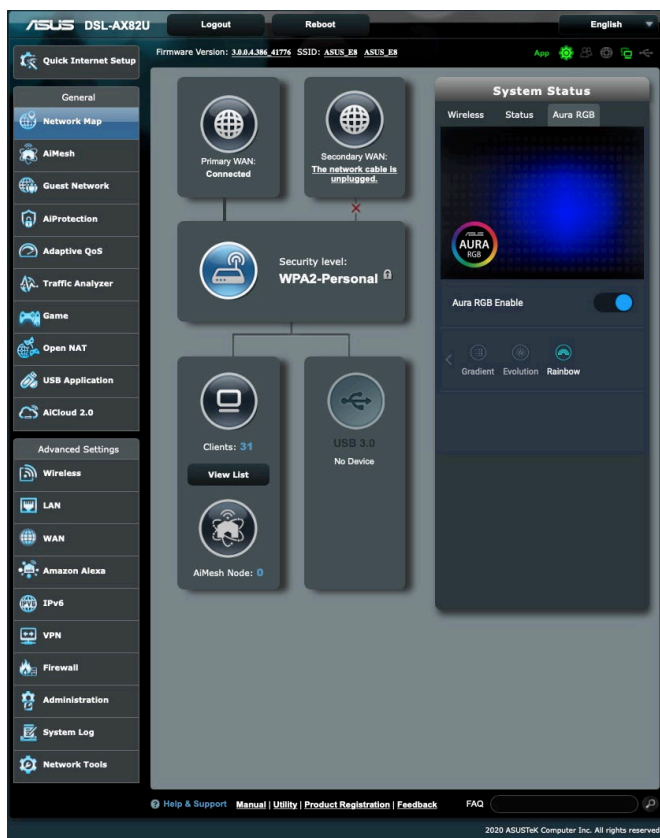 ASUS DSL-AX82U Logout Reboot English
Quick Internet Setup
Firmware Version: 3.0.0.4.386_41776 SSID: ASUS_E8 ASUS_E8 App
General
Network Map
AiMesh
Guest Network
AiProtection
Adaptive QoS
Traffic Analyzer
Game
Open NAT
USB Application
AiCloud 2.0
Advanced Settings
Wireless
LAN
WAN
Amazon Alexa
IPv6
VPN
Firewall
Administration
System Log
Network Tools
Primary WAN:
Connected
Secondary WAN:
The network cable is
unplugged.
Security level:
WPA2-Personal
Clients: 31
View List
AiMesh Node: 0
USB 3.0
No Device
System Status
Wireless Status Aura RGB
ASUS
AURA
RGB
Aura RGB Enable
Gradient Evolution Rainbow
Help & Support Manual | Utility | Product Registration | Feedback FAQ
2020 ASUSTeK Computer Inc. All rights reserved